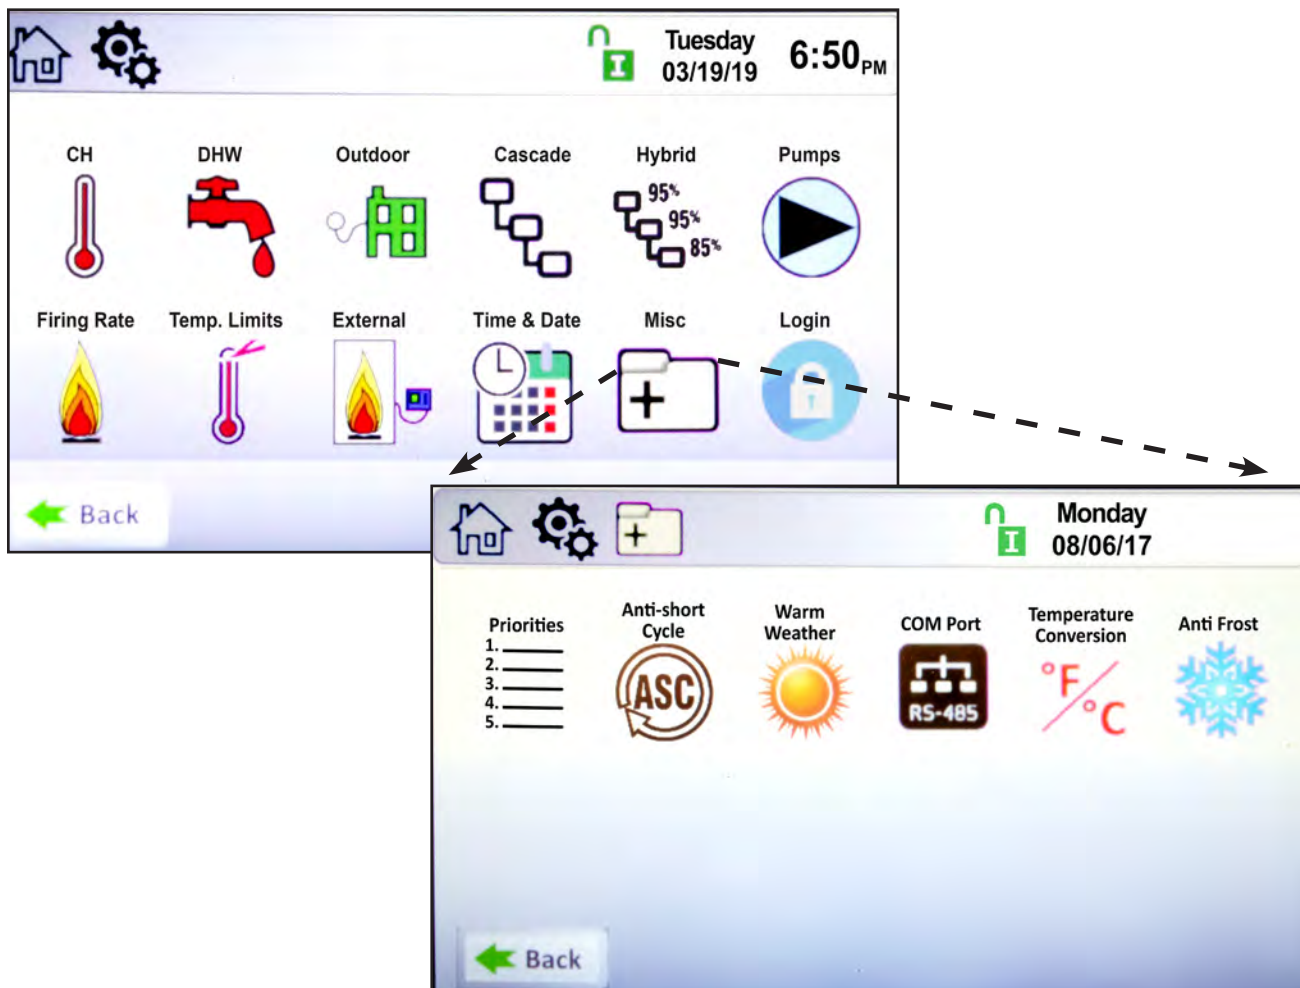 Tuesday
03/19/19
6:50 PM
CH
DHW
Outdoor
Cascade
Hybrid
Pumps
95%
95%
85%
Firing Rate
Temp. Limits
External
Time & Date
Misc
Login
Back
Monday
08/06/17
Priorities
1.
2.
3.
4.
5.
Anti-short
Cycle
ASC
Warm
Weather
COM Port
RS-485
Temperature
Conversion
°F/°C
Anti Frost
Back